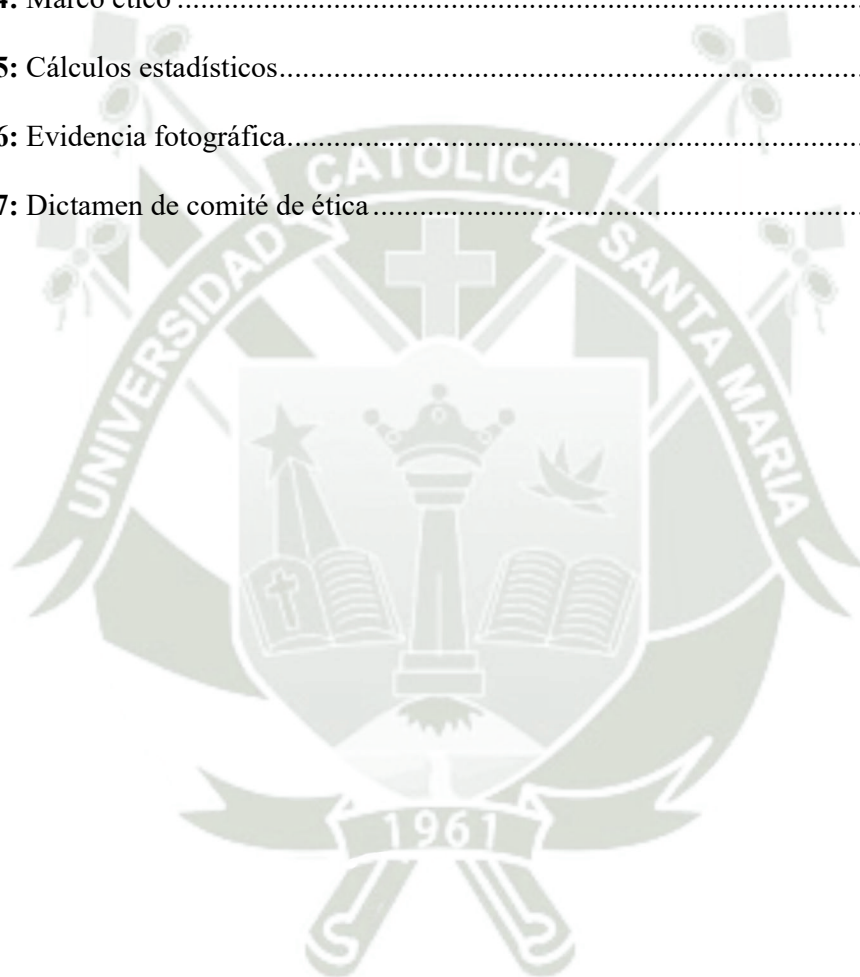 4: Marco ético
5: Cálculos estadísticos
6: Evidencia fotográfica
7: Dictamen de comité de ética
UNIVERSIDAD CATOLICA SANTA MARIA
1961